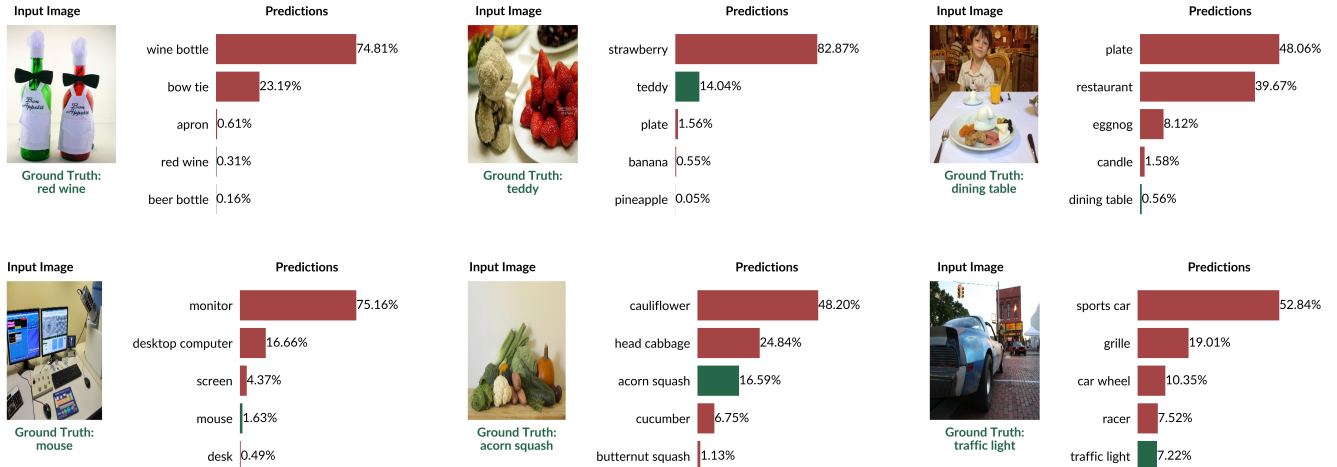 Input Image
Predictions
wine bottle 74.81%
bow tie 23.19%
apron 0.61%
red wine 0.31%
beer bottle 0.16%
Bon
Appétit
Bon
Appétit
Ground Truth:
red wine
Input Image
Predictions
strawberry 82.87%
teddy 14.04%
plate 1.56%
banana 0.55%
pineapple 0.05%
Ground Truth:
teddy
Input Image
Predictions
plate 48.06%
restaurant 39.67%
eggnog 8.12%
candle 1.58%
dining table 0.56%
Ground Truth:
dining table
Input Image
Predictions
monitor 75.16%
desktop computer 16.66%
screen 4.37%
mouse 1.63%
desk 0.49%
Ground Truth:
mouse
Input Image
Predictions
cauliflower 48.20%
head cabbage 24.84%
acorn squash 16.59%
cucumber 6.75%
butternut squash 1.13%
Ground Truth:
acorn squash
Input Image
Predictions
sports car 52.84%
grille 19.01%
car wheel 10.35%
racer 7.52%
traffic light 7.22%
Ground Truth:
traffic light